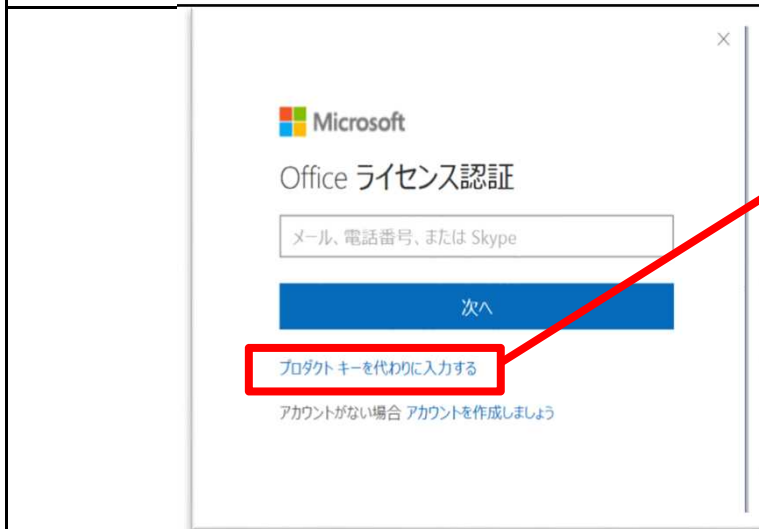 Microsoft
Office ライセンス認証
メール、電話番号、または Skype
次へ
プロダクト キーを代わりに入力する
アカウントがない場合 アカウントを作成しましょう